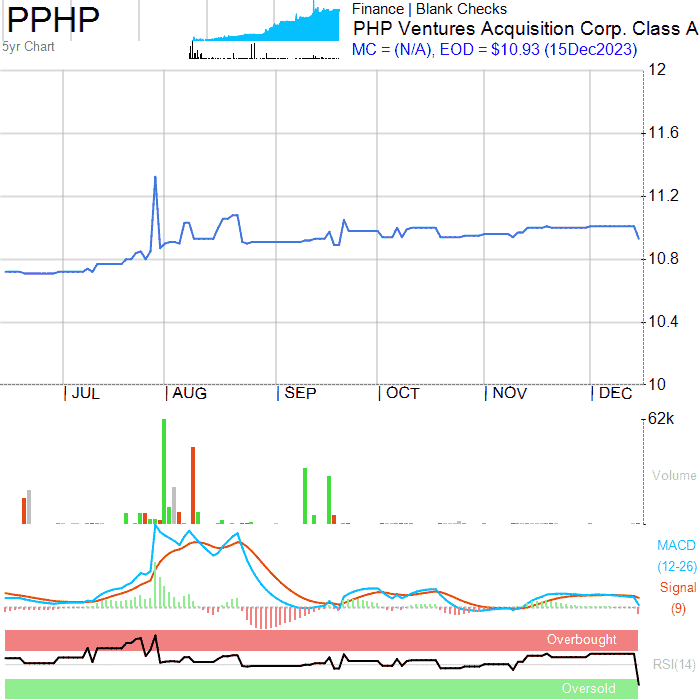 PPHP
5yr Chart
Finance | Blank Checks
PHP Ventures Acquisition Corp. Class A
MC = (N/A), EOD = $10.93 (15Dec2023)
12
11.6
11.2
10.8
10.4
10
JUL
AUG
SEP
OCT
NOV
DEC
62k
Volume
MACD
(12-26)
Signal
(9)
Overbought
RSI(14)
Oversold